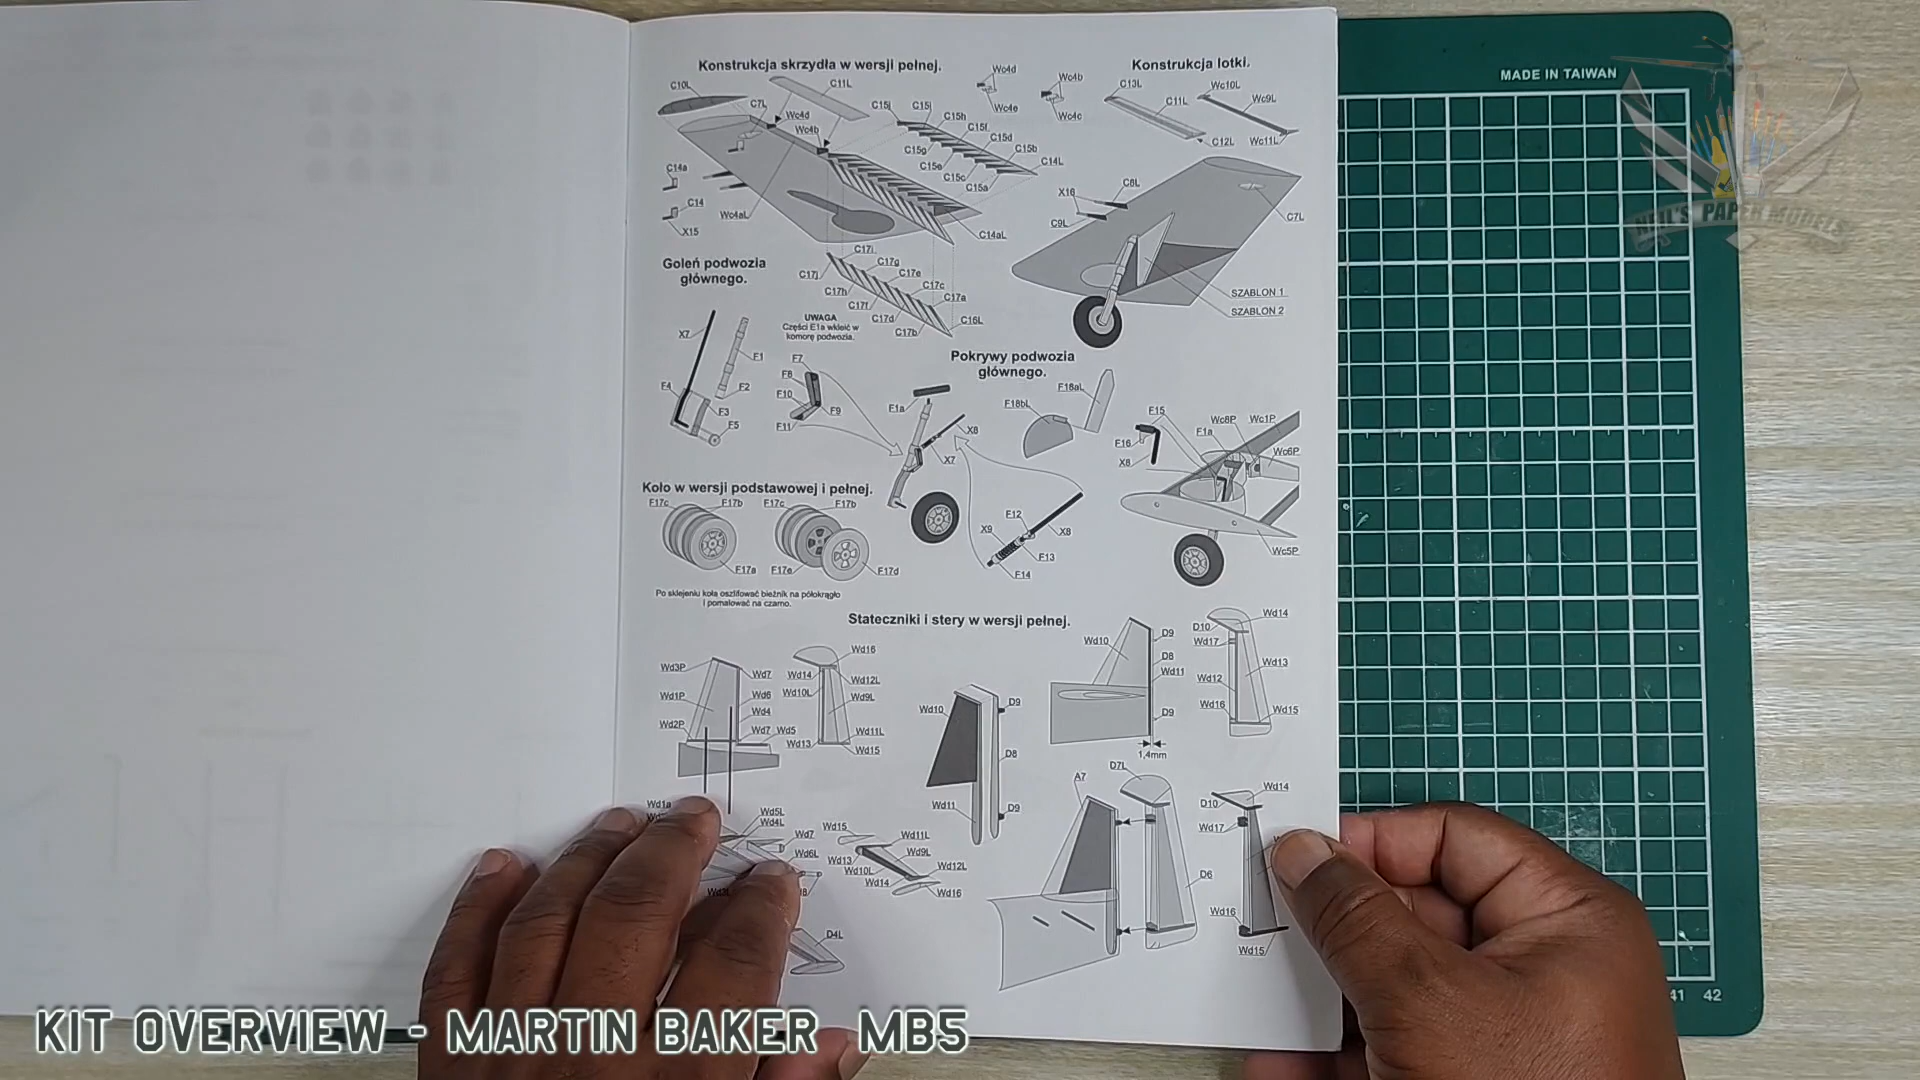 MADE IN TAIWAN
NEIL'S PAPER MODELS
Konstrukcja skrzydła w wersji pełnej.
C10L
C7L
C11L
Wc4d
Wc4b
C15j
C15i
C15h
C15f
C15d
C15b
C14L
C15g
C15e
C15c
C15a
C14a
C14
X15
Wc4aL
C14aL
Wc4d
Wc4e
Wc4b
Wc4c
Konstrukcja lotki.
C13L
C11L
C12L
Wc10L
Wc9L
Wc11L
X16
C8L
C9L
C7L
SZABLON 1
SZABLON 2
C17i
C17g
C17e
C17c
C17a
C17j
C17h
C17f
C17d
C17b
C16L
Goleń podwozia
głównego.
X7
F1
F2
F4
F3
F5
UWAGA
Części E1a wkleić w
komorę podwozia.
F7
F8
F10
F9
F11
F1a
X8
X7
Pokrywy podwozia
głównego.
F18aL
F18bL
F15
F16
X8
Wc8P
Wc1P
F1a
Wc6P
Wc5P
Koło w wersji podstawowej i pełnej.
F17c
F17b
F17a
F17c
F17b
F17e
F17d
F12
X9
X8
F13
F14
Po sklejeniu koła oszlifować bieżnik na półokrągło
i pomalować na czarno.
Stateczniki i stery w wersji pełnej.
Wd3P
Wd7
Wd1P
Wd6
Wd4
Wd2P
Wd7
Wd5
Wd16
Wd14
Wd12L
Wd10L
Wd9L
Wd11L
Wd13
Wd15
Wd10
D9
D8
Wd11
D9
Wd10
D9
D8
Wd11
D9
1,4mm
Wd14
D10
Wd17
Wd13
Wd12
Wd16
Wd15
Wd1a
Wd5L
Wd4L
Wd7
Wd6L
Wd15
Wd11L
Wd13
Wd9L
Wd10L
Wd12L
Wd14
Wd16
D4L
A7
D7L
D6
D10
Wd14
Wd17
Wd16
Wd15
41 42
KIT OVERVIEW - MARTIN BAKER MB5